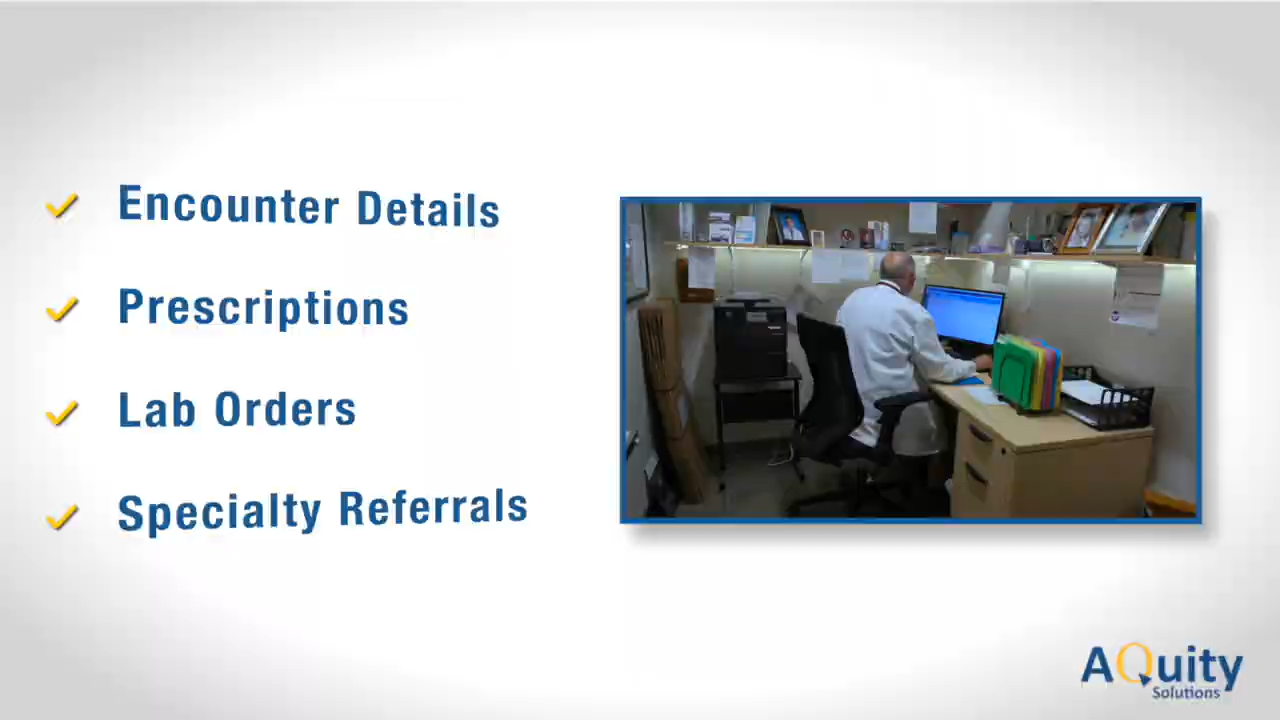 Encounter Details
Prescriptions
Lab Orders
Specialty Referrals
AQuity
Solutions